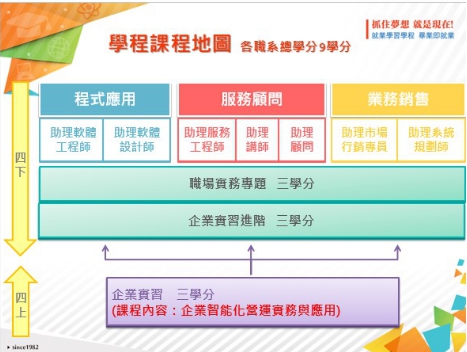 抓住夢想 就是現在!
就業學習學程 畢業即就業
學程課程地圖 各職系總學分9學分
程式應用 服務顧問 業務銷售
助理軟體 助理軟體 助理服務 助理 助理 助理市場 助理系統
工程師 設計師 工程師 講師 顧問 行銷專員 規劃師
四下
職場實務專題 三學分
企業實習進階 三學分
四上
企業實習 三學分
(課程內容：企業智能化營運實務與應用)
since1982